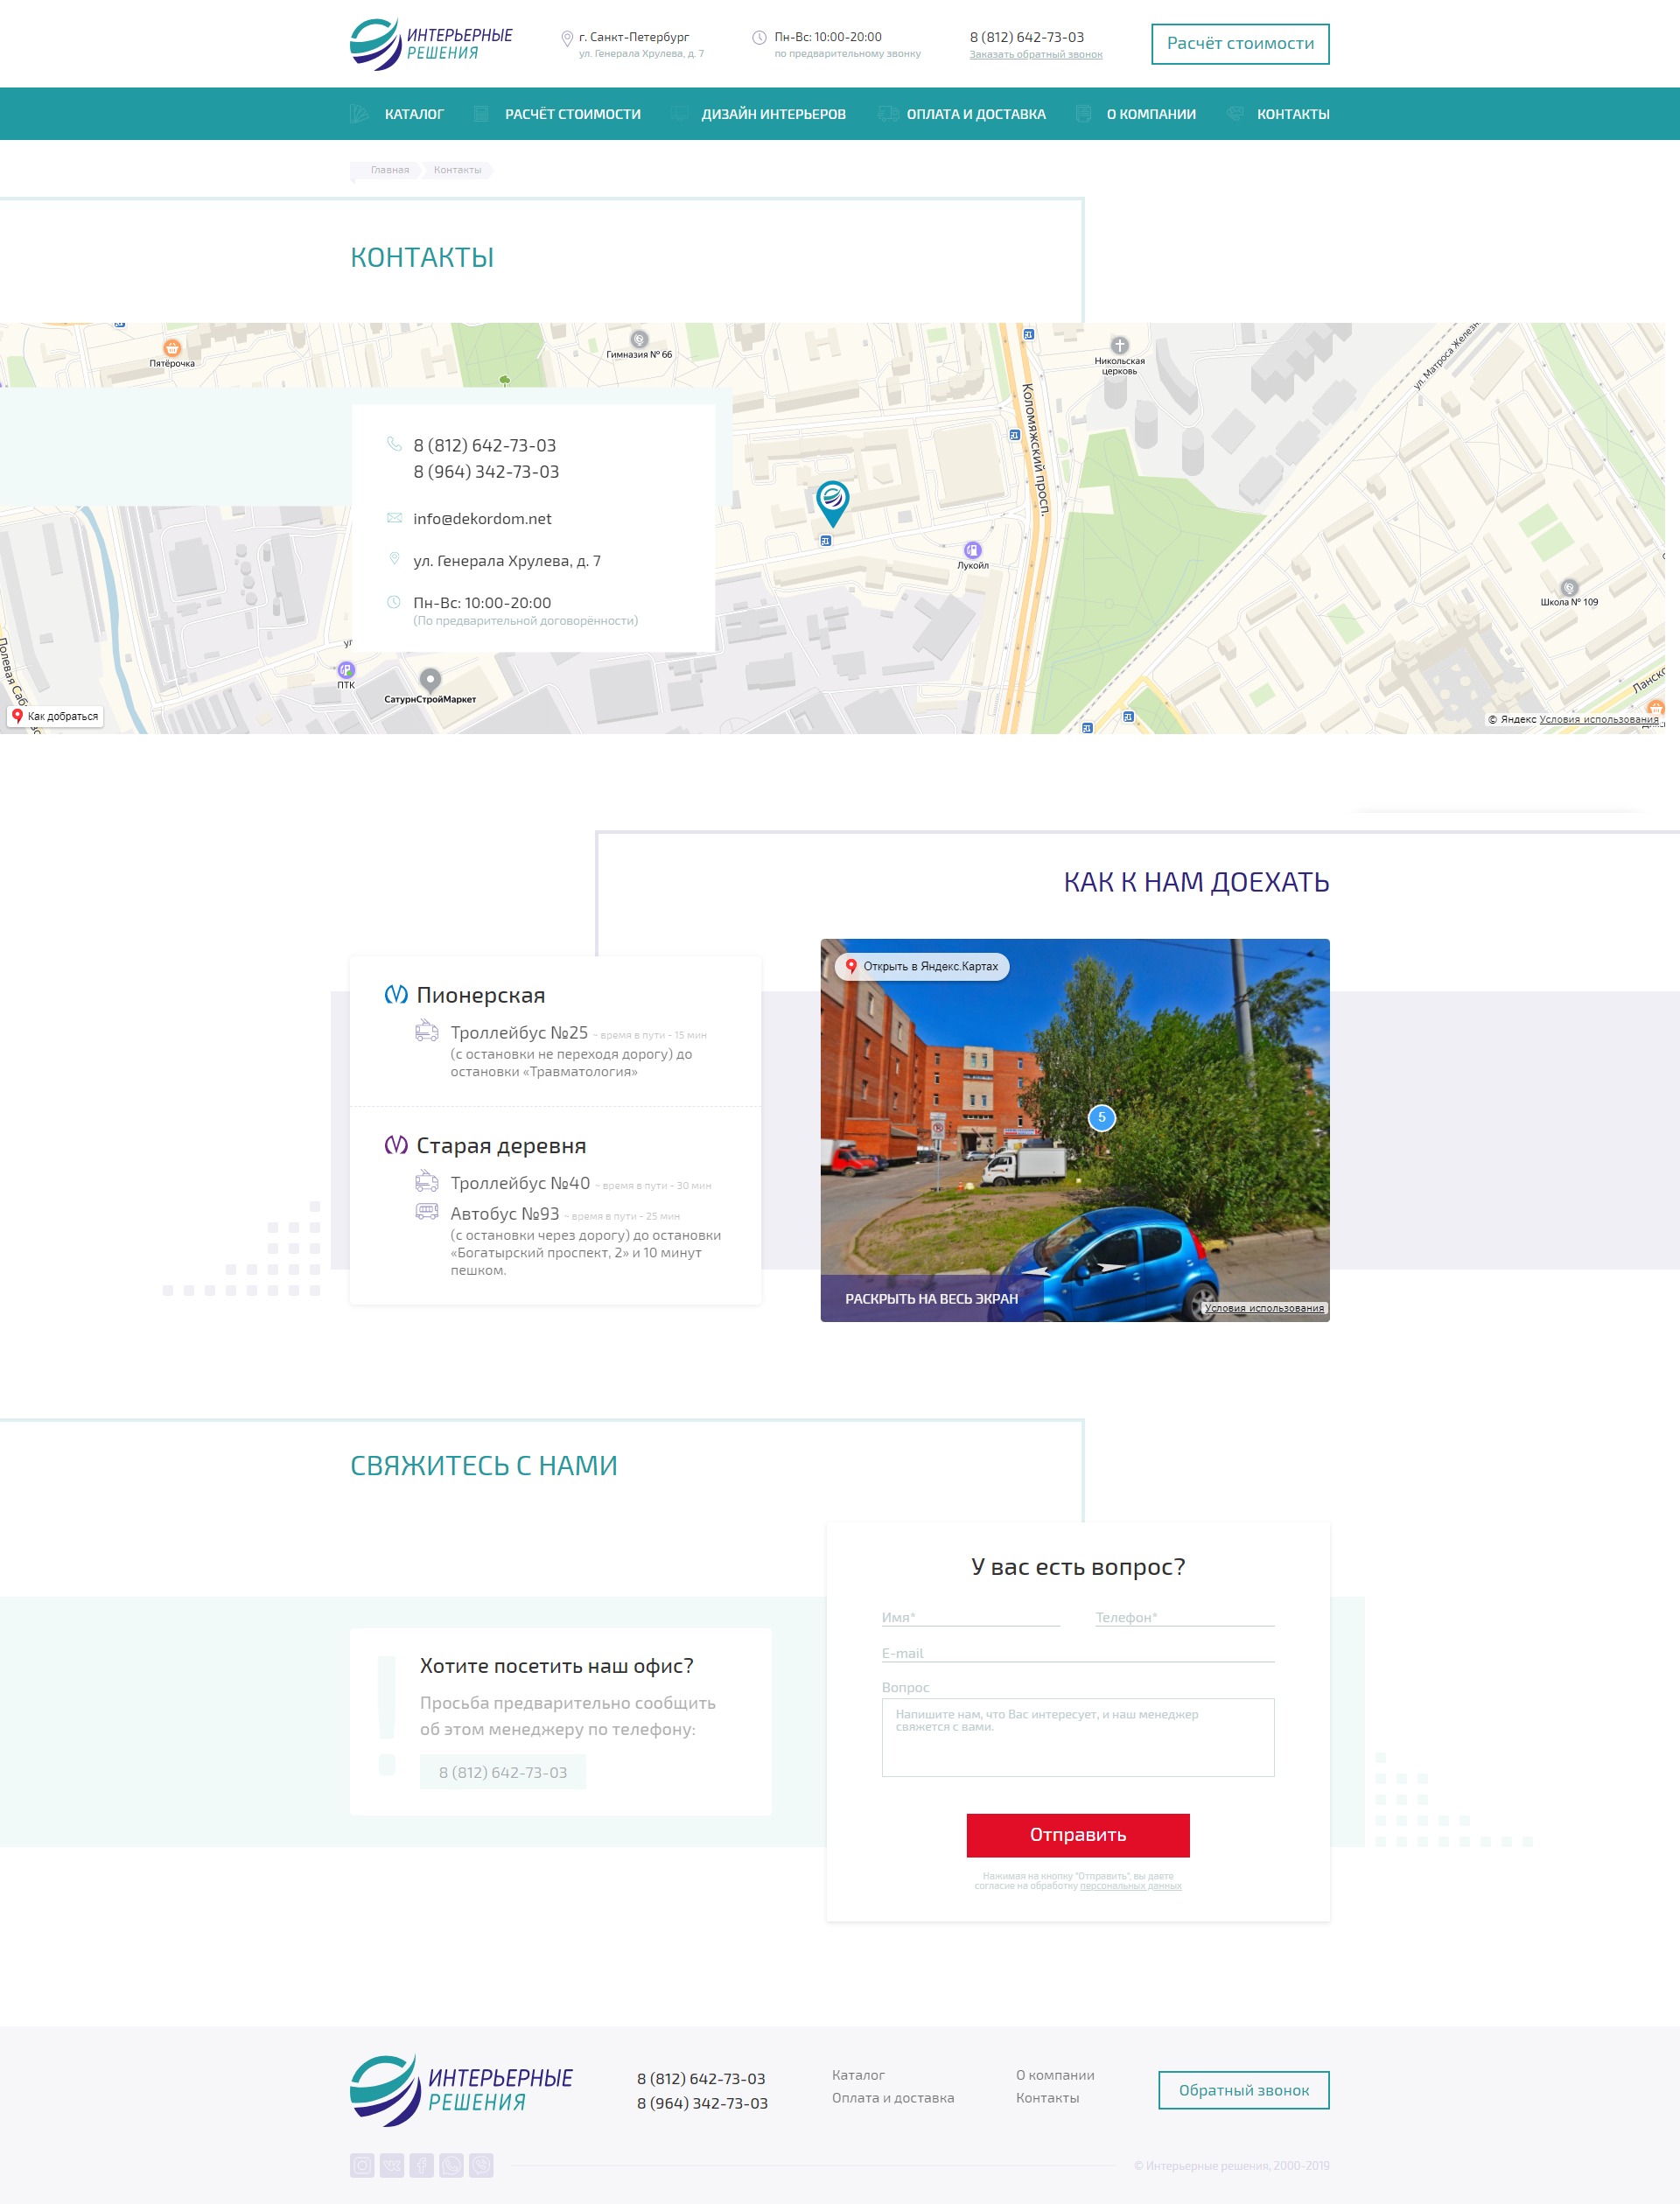 ИНТЕРЬЕРНЫЕ
РЕШЕНИЯ
г. Санкт-Петербург
ул. Генерала Хрулева, д. 7
Пн-Вс: 10:00-20:00
по предварительному звонку
8 (812) 642-73-03
Заказать обратный звонок
Расчёт стоимости
КАТАЛОГ
РАСЧЁТ СТОИМОСТИ
ДИЗАЙН ИНТЕРЬЕРОВ
ОПЛАТА И ДОСТАВКА
О КОМПАНИИ
КОНТАКТЫ
Главная
Контакты
КОНТАКТЫ
Пятёрочка
Гимназия № 66
Никольская
церковь
ул. Матроса Железн
Коломяжский просп.
8 (812) 642-73-03
8 (964) 342-73-03
info@dekordom.net
ул. Генерала Хрулева, д. 7
Пн-Вс: 10:00-20:00
(По предварительной договорённости)
Лукойл
Школа № 109
ул
ПТК
СатурнСтройМаркет
Полевая Саб
Ланско
Как добраться
© Яндекс Условия использования
КАК К НАМ ДОЕХАТЬ
Пионерская
Троллейбус №25 ~ время в пути - 15 мин
(с остановки не переходя дорогу) до
остановки «Травматология»
Старая деревня
Троллейбус №40 ~ время в пути - 30 мин
Автобус №93 ~ время в пути - 25 мин
(с остановки через дорогу) до остановки
«Богатырский проспект, 2» и 10 минут
пешком.
Открыть в Яндекс.Картах
5
РАСКРЫТЬ НА ВЕСЬ ЭКРАН
Условия использования
СВЯЖИТЕСЬ С НАМИ
Хотите посетить наш офис?
Просьба предварительно сообщить
об этом менеджеру по телефону:
8 (812) 642-73-03
У вас есть вопрос?
Имя*
Телефон*
E-mail
Вопрос
Напишите нам, что Вас интересует, и наш менеджер
свяжется с вами.
Отправить
Нажимая на кнопку "Отправить", вы даете
согласие на обработку персональных данных
ИНТЕРЬЕРНЫЕ
РЕШЕНИЯ
8 (812) 642-73-03
8 (964) 342-73-03
Каталог
Оплата и доставка
О компании
Контакты
Обратный звонок
© Интерьерные решения, 2000-2019